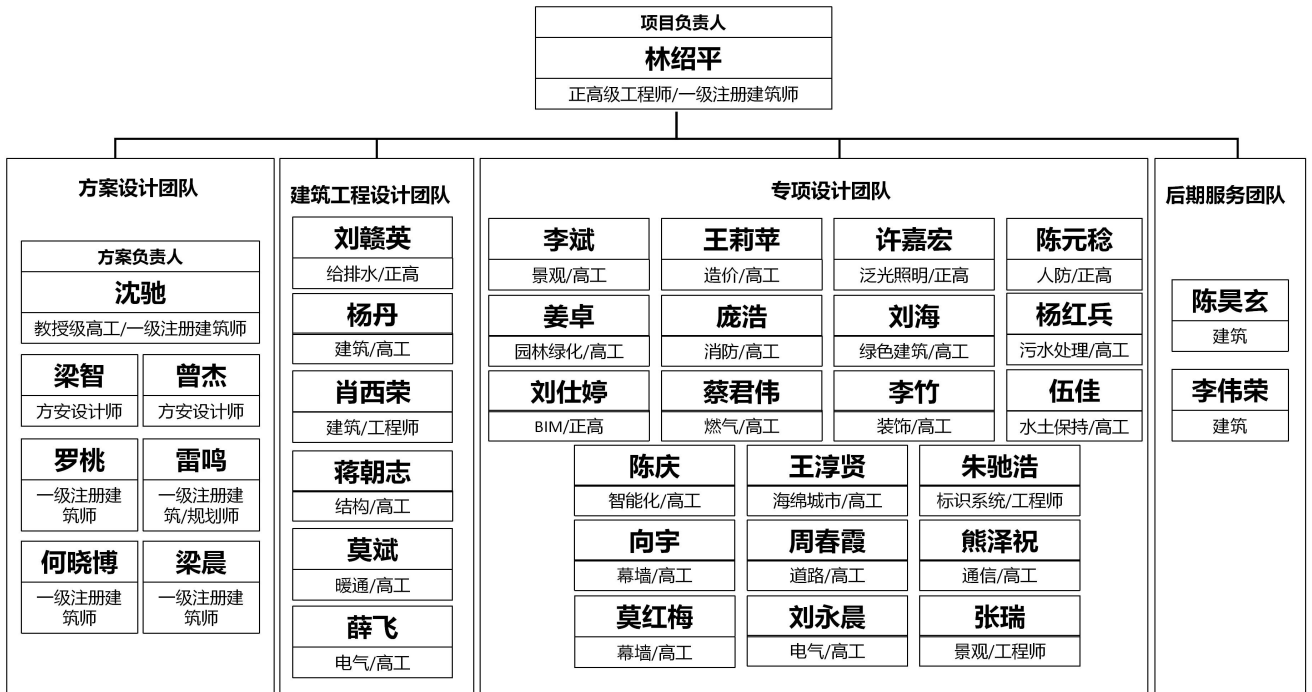 项目负责人
林绍平
正高级工程师/一级注册建筑师
方案设计团队
方案负责人
沈驰
教授级高工/一级注册建筑师
梁智
方安设计师
曾杰
方安设计师
罗桃
一级注册建
筑师
雷鸣
一级注册建
筑/规划师
何晓博
一级注册建
筑师
梁晨
一级注册建
筑师
建筑工程设计团队
刘赣英
给排水/正高
杨丹
建筑/高工
肖西荣
建筑/工程师
蒋朝志
结构/高工
莫斌
暖通/高工
薛飞
电气/高工
专项设计团队
李斌
景观/高工
王莉苹
造价/高工
许嘉宏
泛光照明/正高
陈元稔
人防/正高
姜卓
园林绿化/高工
庞浩
消防/高工
刘海
绿色建筑/高工
杨红兵
污水处理/高工
刘仕婷
BIM/正高
蔡君伟
燃气/高工
李竹
装饰/高工
伍佳
水土保持/高工
陈庆
智能化/高工
王淳贤
海绵城市/高工
朱驰浩
标识系统/工程师
向宇
幕墙/高工
周春霞
道路/高工
熊泽祝
通信/高工
莫红梅
幕墙/高工
刘永晨
电气/高工
张瑞
景观/工程师
后期服务团队
陈昊玄
建筑
李伟荣
建筑